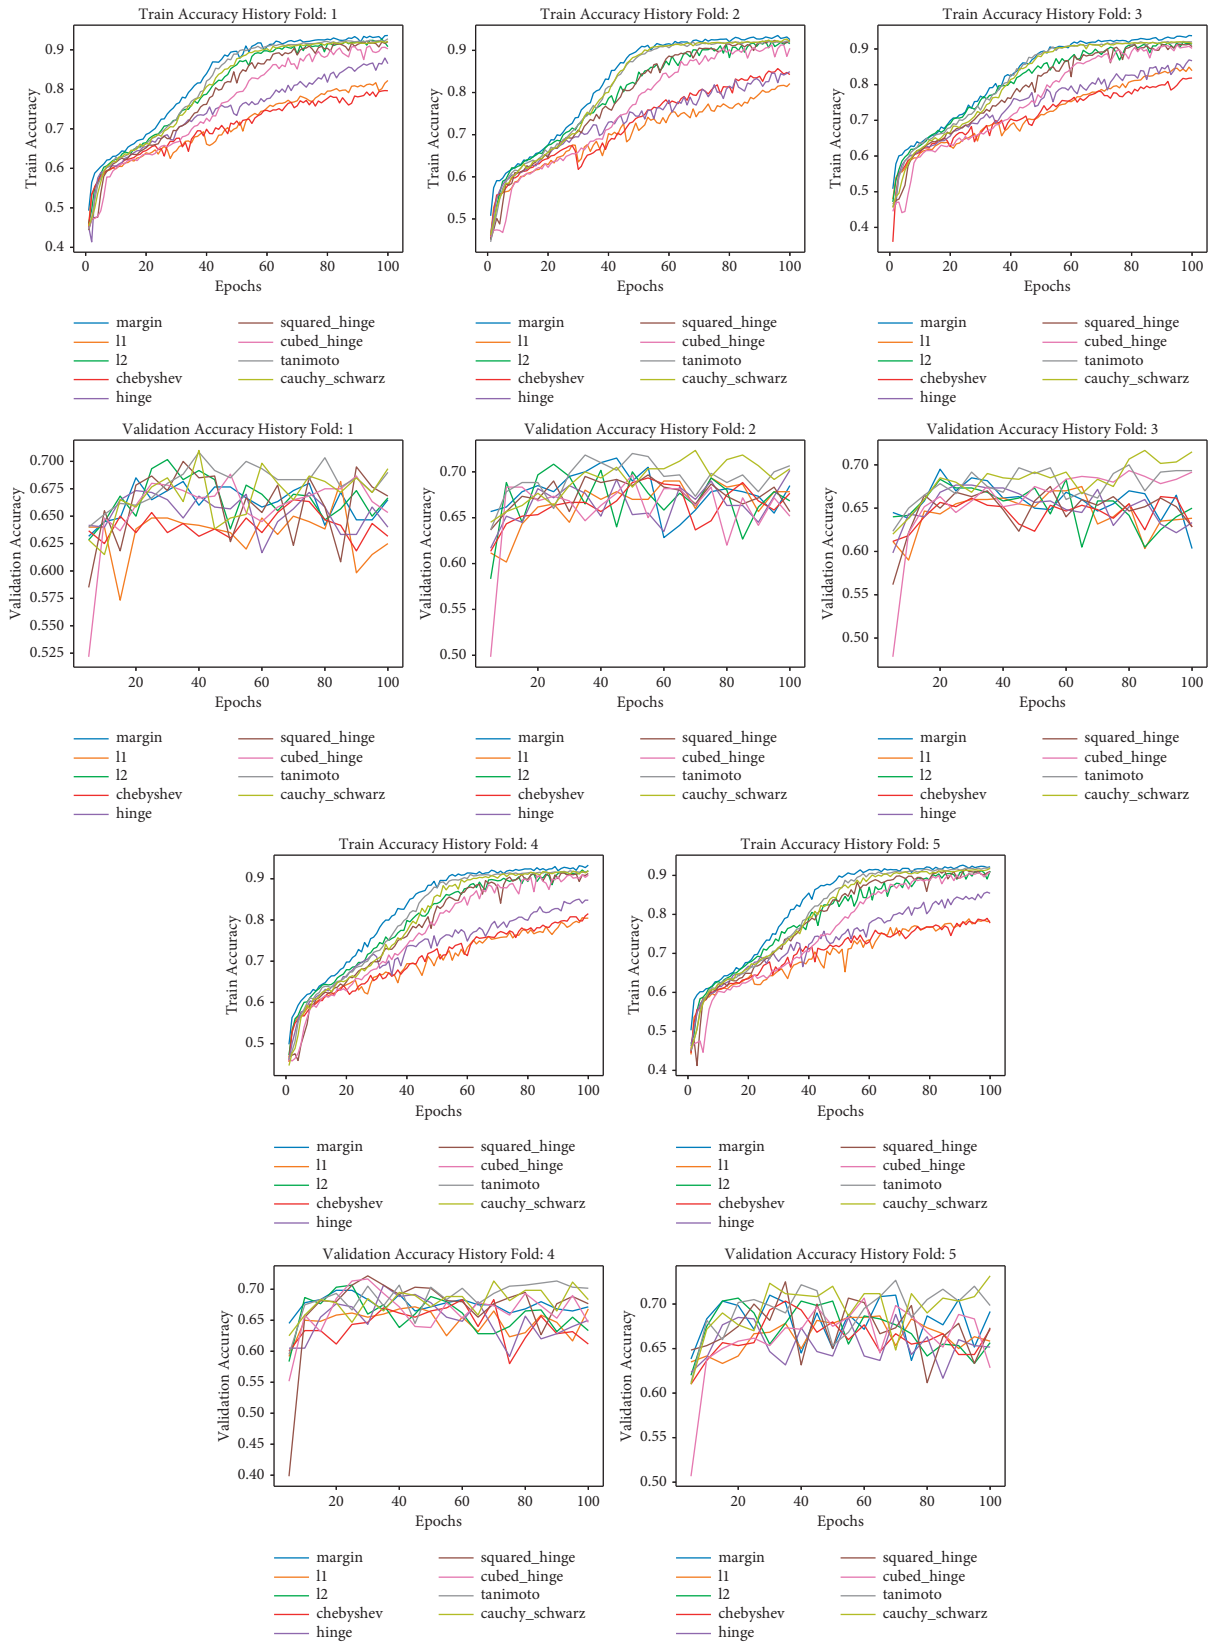 Train Accuracy History Fold: 1
0.9
0.8
0.7
0.6
0.5
0.4
Train Accuracy
0 20 40 60 80 100
Epochs
margin
l1
l2
chebyshev
hinge
squared_hinge
cubed_hinge
tanimoto
cauchy_schwarz
Train Accuracy History Fold: 2
0.9
0.8
0.7
0.6
0.5
Train Accuracy
0 20 40 60 80 100
Epochs
margin
l1
l2
chebyshev
hinge
squared_hinge
cubed_hinge
tanimoto
cauchy_schwarz
Train Accuracy History Fold: 3
0.9
0.8
0.7
0.6
0.5
0.4
Train Accuracy
0 20 40 60 80 100
Epochs
margin
l1
l2
chebyshev
hinge
squared_hinge
cubed_hinge
tanimoto
cauchy_schwarz
Validation Accuracy History Fold: 1
0.700
0.675
0.650
0.625
0.600
0.575
0.550
0.525
Validation Accuracy
20 40 60 80 100
Epochs
margin
l1
l2
chebyshev
hinge
squared_hinge
cubed_hinge
tanimoto
cauchy_schwarz
Validation Accuracy History Fold: 2
0.70
0.65
0.60
0.55
0.50
Validation Accuracy
20 40 60 80 100
Epochs
margin
l1
l2
chebyshev
hinge
squared_hinge
cubed_hinge
tanimoto
cauchy_schwarz
Validation Accuracy History Fold: 3
0.70
0.65
0.60
0.55
0.50
Validation Accuracy
20 40 60 80 100
Epochs
margin
l1
l2
chebyshev
hinge
squared_hinge
cubed_hinge
tanimoto
cauchy_schwarz
Train Accuracy History Fold: 4
0.9
0.8
0.7
0.6
0.5
Train Accuracy
0 20 40 60 80 100
Epochs
margin
l1
l2
chebyshev
hinge
squared_hinge
cubed_hinge
tanimoto
cauchy_schwarz
Train Accuracy History Fold: 5
0.9
0.8
0.7
0.6
0.5
0.4
Train Accuracy
0 20 40 60 80 100
Epochs
margin
l1
l2
chebyshev
hinge
squared_hinge
cubed_hinge
tanimoto
cauchy_schwarz
Validation Accuracy History Fold: 4
0.70
0.65
0.60
0.55
0.50
0.45
0.40
Validation Accuracy
20 40 60 80 100
Epochs
margin
l1
l2
chebyshev
hinge
squared_hinge
cubed_hinge
tanimoto
cauchy_schwarz
Validation Accuracy History Fold: 5
0.70
0.65
0.60
0.55
0.50
Validation Accuracy
20 40 60 80 100
Epochs
margin
l1
l2
chebyshev
hinge
squared_hinge
cubed_hinge
tanimoto
cauchy_schwarz